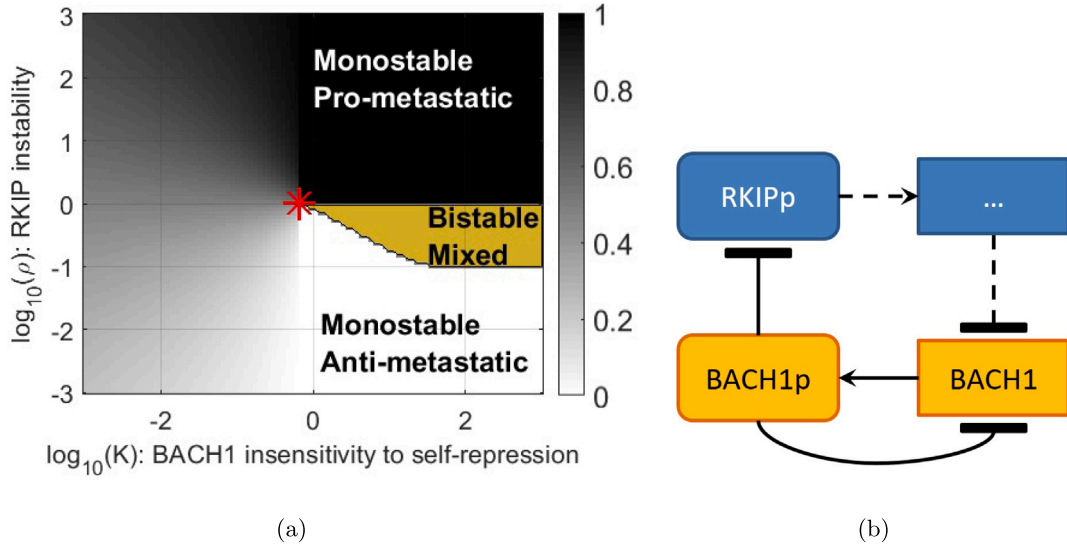 3
2
1
0
-1
-2
-3
log10(ρ): RKIP instability
-2
0
2
log10(K): BACH1 insensitivity to self-repression
Monostable
Pro-metastatic
Bistable
Mixed
Monostable
Anti-metastatic
1
0.8
0.6
0.4
0.2
0
(a)
RKIPp
...
BACH1p
BACH1
(b)